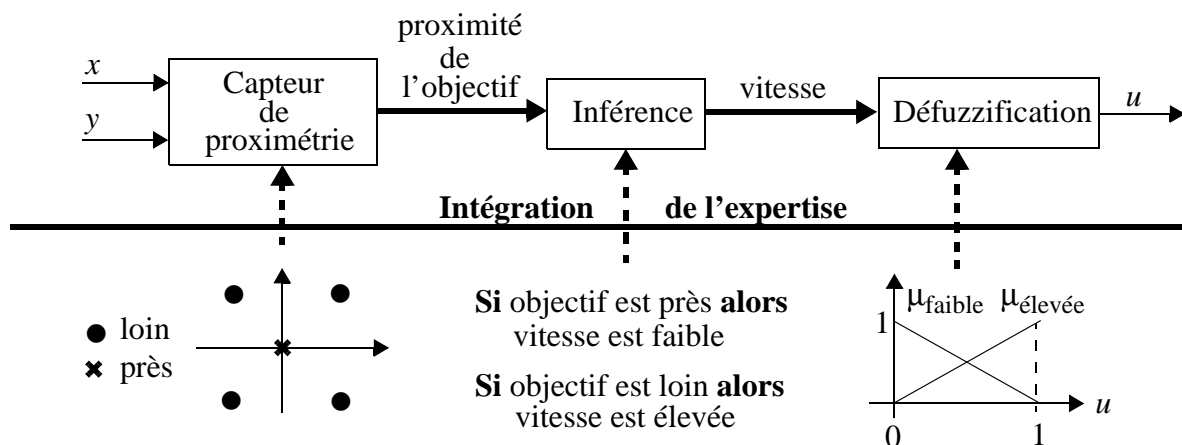 x
y
Capteur
de
proximétrie
proximité
de
l’objectif
Inférence
vitesse
Défuzzification
u
Intégration de l’expertise
loin
près
Si objectif est près alors
vitesse est faible
Si objectif est loin alors
vitesse est élevée
μfaible μélevée
1
0 1
u